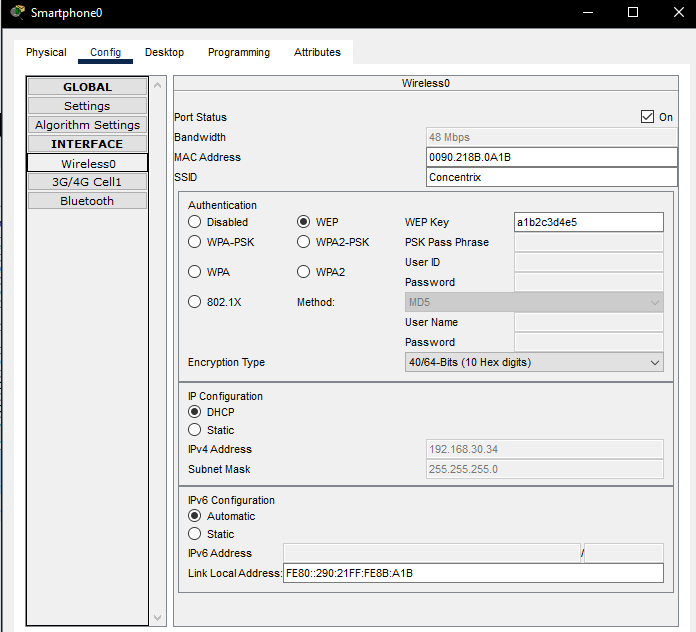 Smartphone0
Physical Config Desktop Programming Attributes
GLOBAL
Settings
Algorithm Settings
INTERFACE
Wireless0
3G/4G Cell1
Bluetooth
Wireless0
Port Status On
Bandwidth 48 Mbps
MAC Address 0090.218B.0A1B
SSID Concentrix
Authentication
Disabled WEP WEP Key a1b2c3d4e5
WPA-PSK WPA2-PSK PSK Pass Phrase
User ID
WPA WPA2
Password
802.1X Method: MD5
User Name
Password
Encryption Type 40/64-Bits (10 Hex digits)
IP Configuration
DHCP
Static
IPv4 Address 192.168.30.34
Subnet Mask 255.255.255.0
IPv6 Configuration
Automatic
Static
IPv6 Address /
Link Local Address: FE80::290:21FF:FE8B:A1B